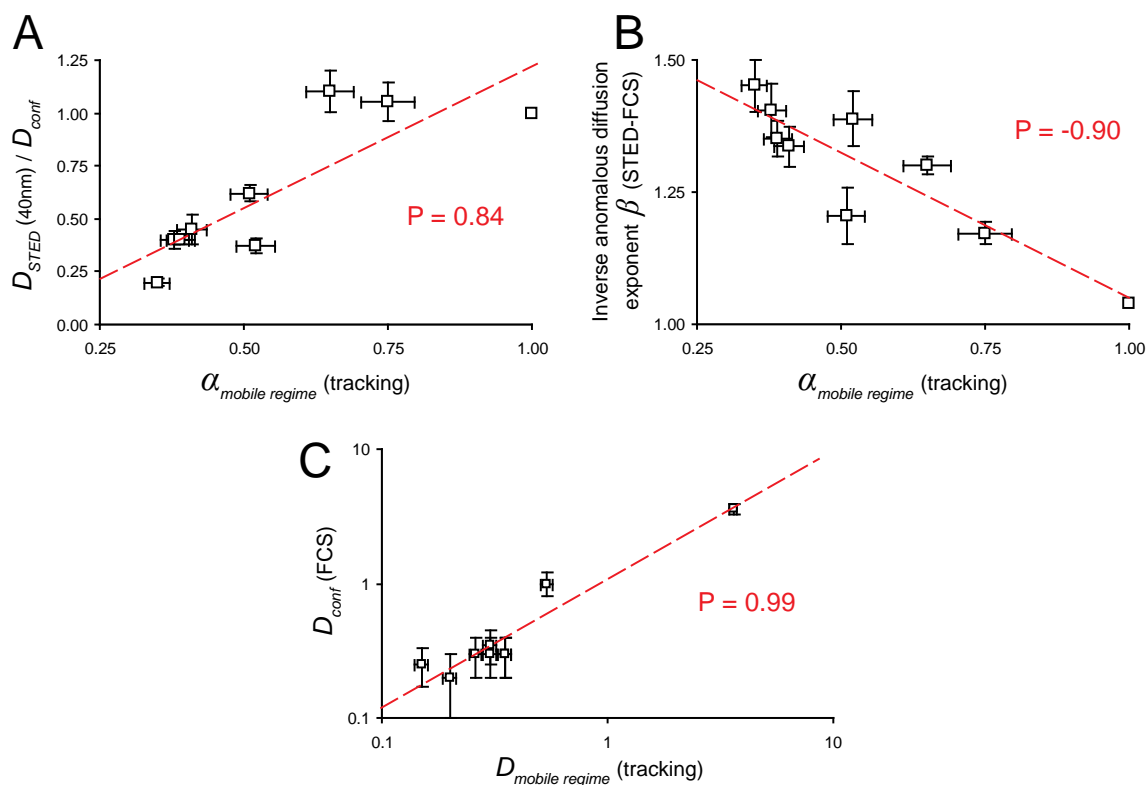 A
D_STED (40nm) / D_conf
1.25
1.00
0.75
0.50
0.25
0.00
P = 0.84
0.25 0.50 0.75 1.00
α_mobile regime (tracking)
B
Inverse anomalous diffusion
exponent β (STED-FCS)
1.50
1.25
1.00
P = -0.90
0.25 0.50 0.75 1.00
α_mobile regime (tracking)
C
D_conf (FCS)
10
1
0.1
P = 0.99
0.1 1 10
D_mobile regime (tracking)